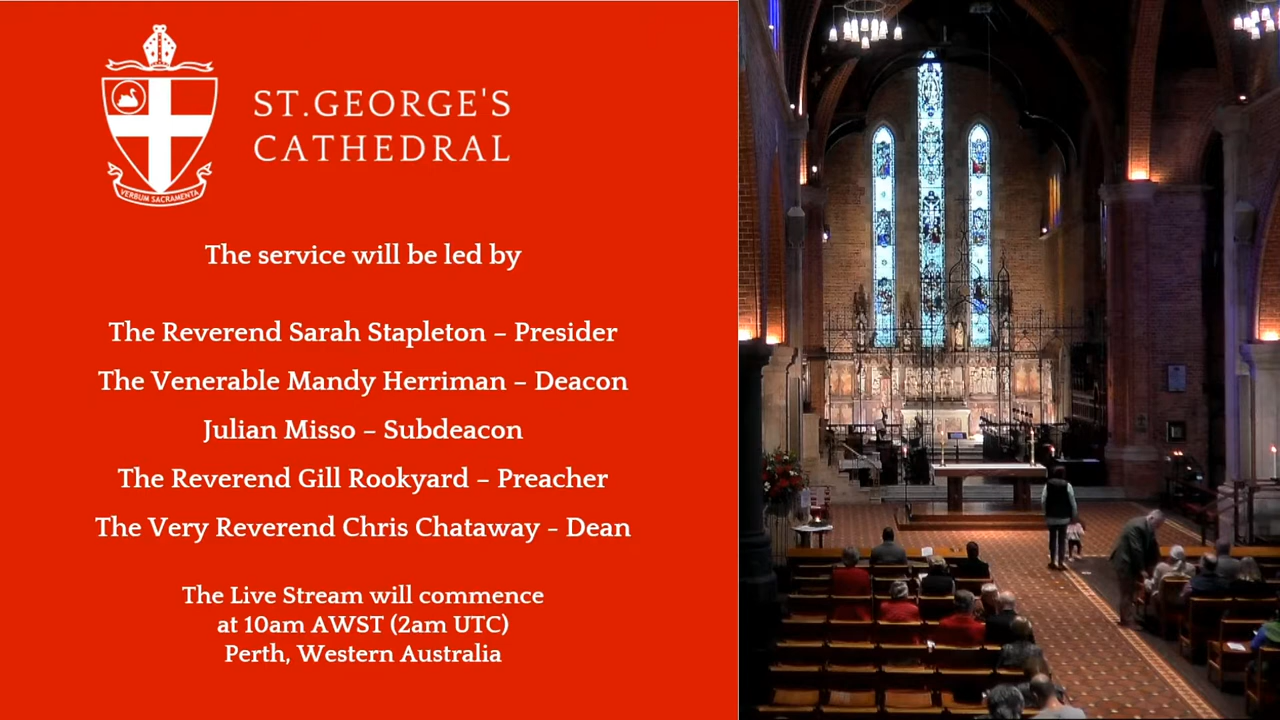 ST.GEORGE'S
CATHEDRAL
VERBUM SACRAMENTA
The service will be led by
The Reverend Sarah Stapleton – Presider
The Venerable Mandy Herriman – Deacon
Julian Misso – Subdeacon
The Reverend Gill Rookyard – Preacher
The Very Reverend Chris Chataway - Dean
The Live Stream will commence
at 10am AWST (2am UTC)
Perth, Western Australia